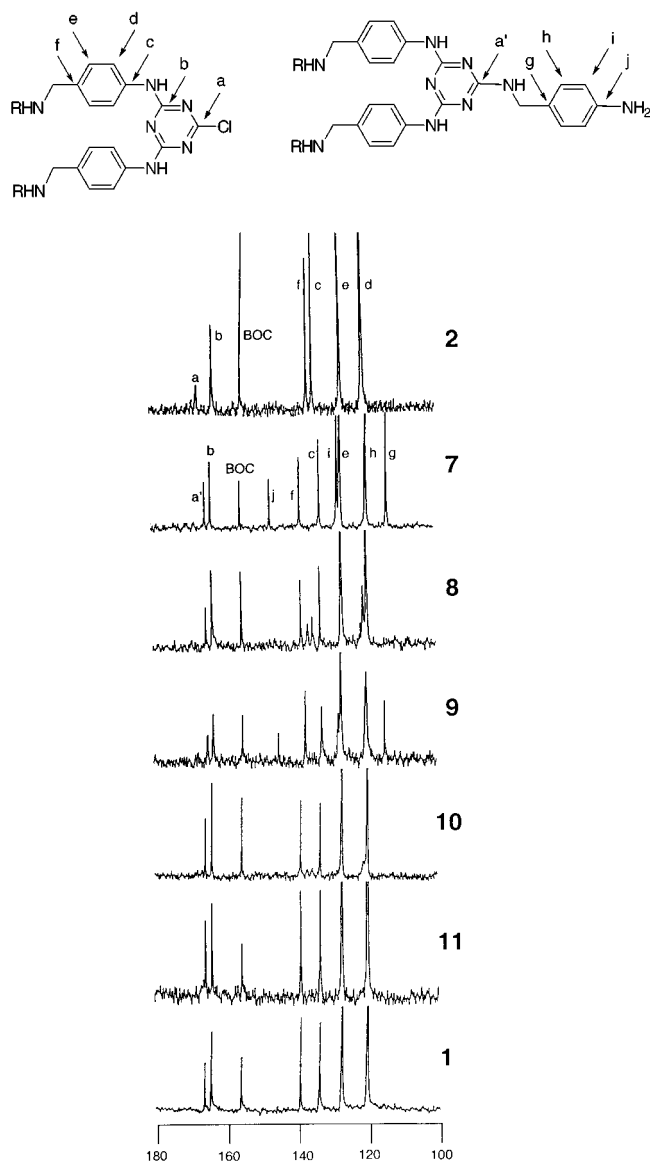 e d b f c a
NH
N N
RHN N Cl
NH
RHN
NH a' h i
N N g j
RHN N NH NH₂
NH
RHN
f c e d
b BOC 2
a
b c i e
BOC h g 7
a' j f
8
9
10
11
1
180 160 140 120 100